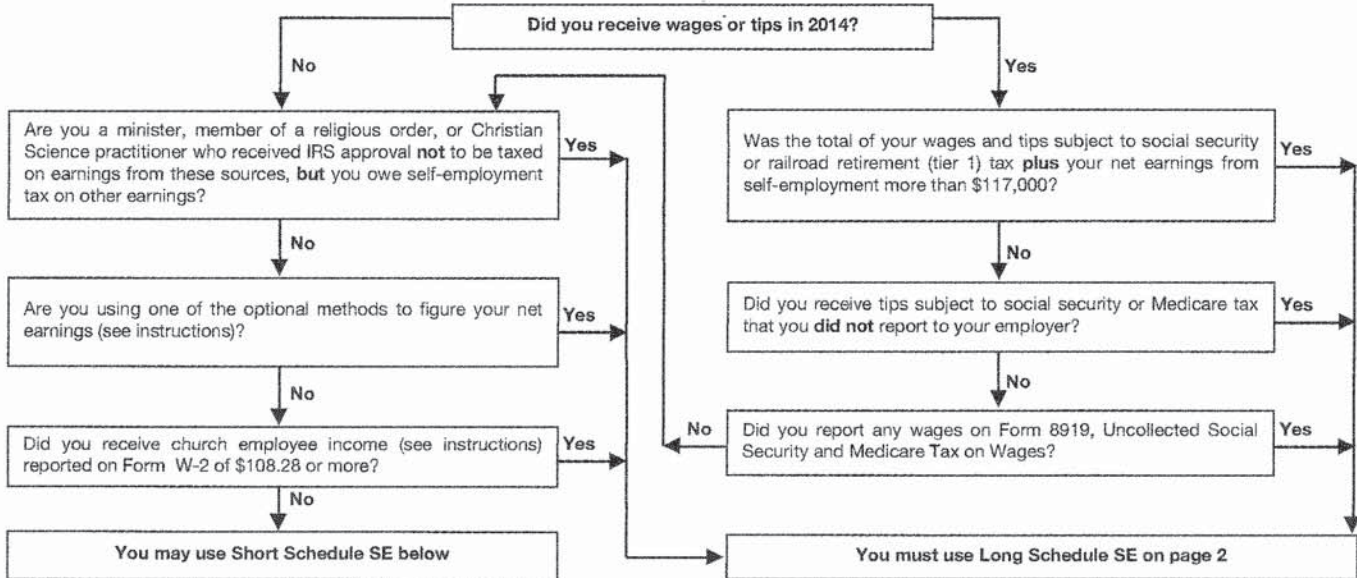 Did you receive wages or tips in 2014?
No
Yes
Are you a minister, member of a religious order, or Christian
Science practitioner who received IRS approval not to be taxed
on earnings from these sources, but you owe self-employment
tax on other earnings?
Yes
Was the total of your wages and tips subject to social security
or railroad retirement (tier 1) tax plus your net earnings from
self-employment more than $117,000?
Yes
No
No
Are you using one of the optional methods to figure your net
earnings (see instructions)?
Yes
Did you receive tips subject to social security or Medicare tax
that you did not report to your employer?
Yes
No
No
Did you receive church employee income (see instructions)
reported on Form W-2 of $108.28 or more?
Yes
No
Did you report any wages on Form 8919, Uncollected Social
Security and Medicare Tax on Wages?
Yes
No
You may use Short Schedule SE below
You must use Long Schedule SE on page 2